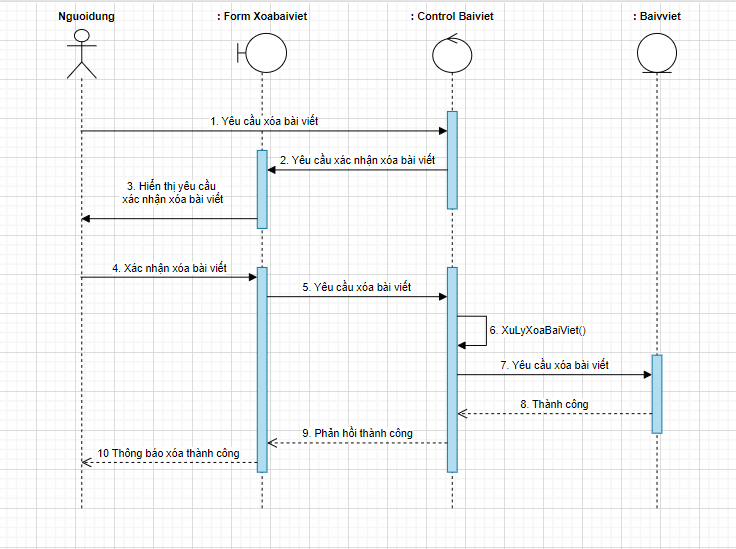 Nguoidung
: Form Xoabaiviet
: Control Baiviet
: Baivviet
1. Yêu cầu xóa bài viết
2. Yêu cầu xác nhận xóa bài viết
3. Hiển thị yêu cầu
xác nhận xóa bài viết
4. Xác nhận xóa bài viết
5. Yêu cầu xóa bài viết
6. XuLyXoaBaiViet()
7. Yêu cầu xóa bài viết
8. Thành công
9. Phản hồi thành công
10 Thông báo xóa thành công